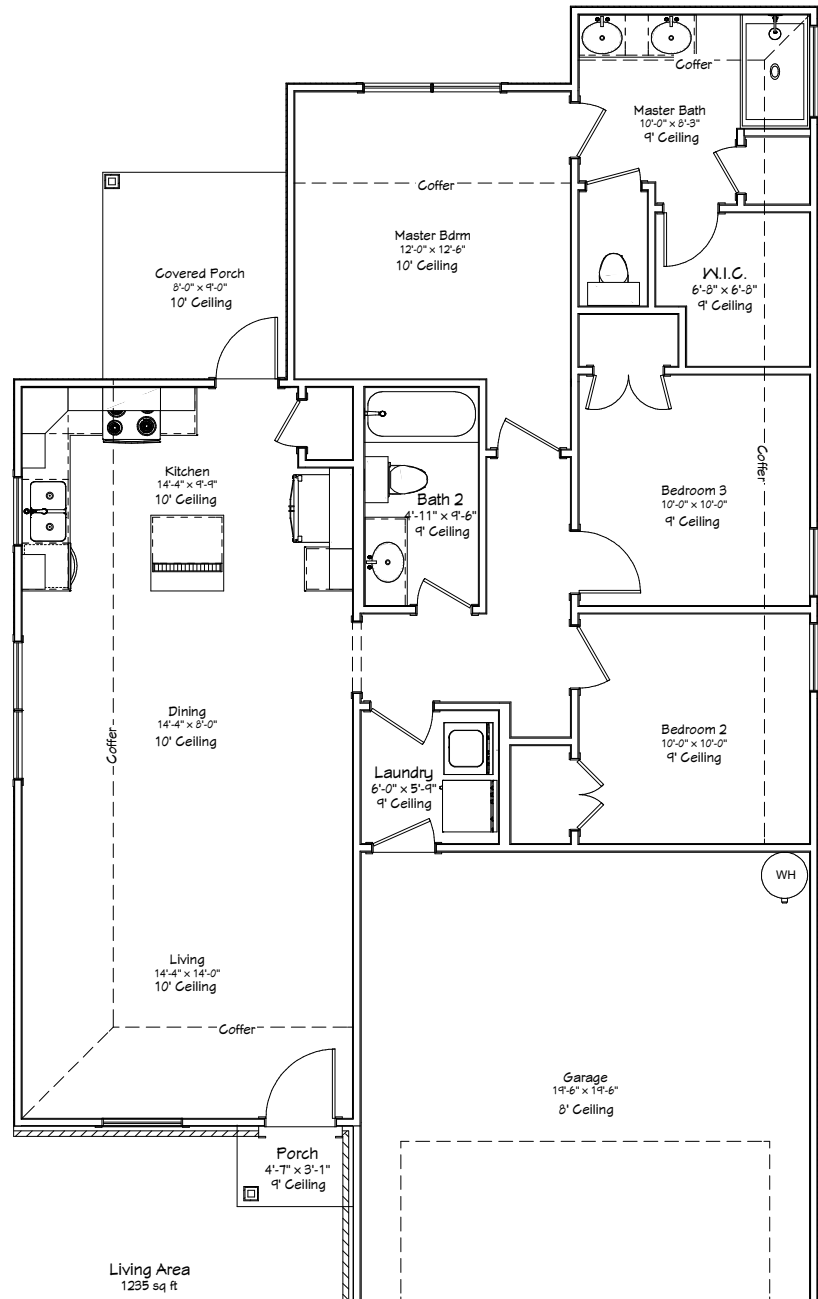 Coffer
Master Bath
10'-0" x 8'-3"
9' Ceiling
Coffer
Master Bdrm
12'-0" x 12'-6"
10' Ceiling
Covered Porch
8'-0" x 9'-0"
10' Ceiling
W.I.C.
6'-8" x 6'-8"
9' Ceiling
Kitchen
14'-4" x 9'-9"
10' Ceiling
Bath 2
4'-11" x 9'-6"
9' Ceiling
Bedroom 3
10'-0" x 10'-0"
9' Ceiling
Coffer
Dining
14'-4" x 8'-0"
10' Ceiling
Coffer
Laundry
6'-0" x 5'-9"
9' Ceiling
Bedroom 2
10'-0" x 10'-0"
9' Ceiling
WH
Living
14'-4" x 14'-0"
10' Ceiling
Coffer
Garage
19'-6" x 19'-6"
8' Ceiling
Porch
4'-7" x 3'-1"
9' Ceiling
Living Area
1235 sq ft